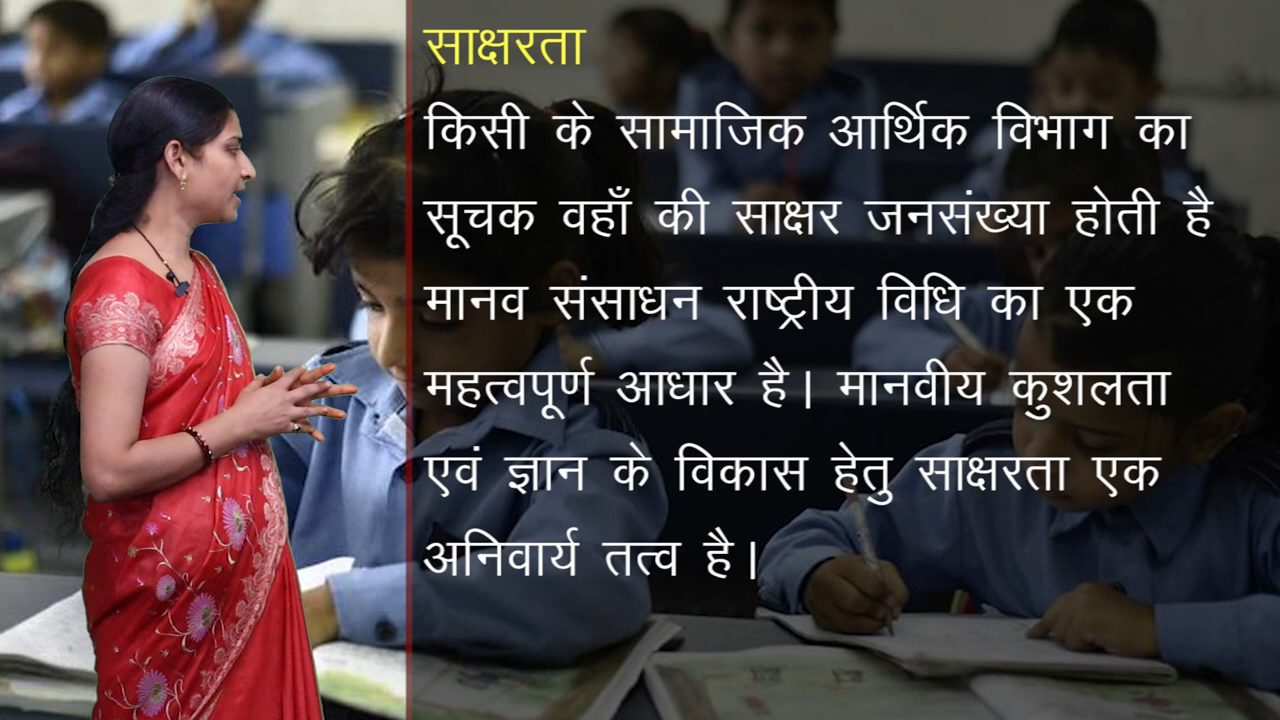 साक्षरता
किसी के सामाजिक आर्थिक विभाग का
सूचक वहाँ की साक्षर जनसंख्या होती है
मानव संसाधन राष्ट्रीय विधि का एक
महत्वपूर्ण आधार है। मानवीय कुशलता
एवं ज्ञान के विकास हेतु साक्षरता एक
अनिवार्य तत्व है।